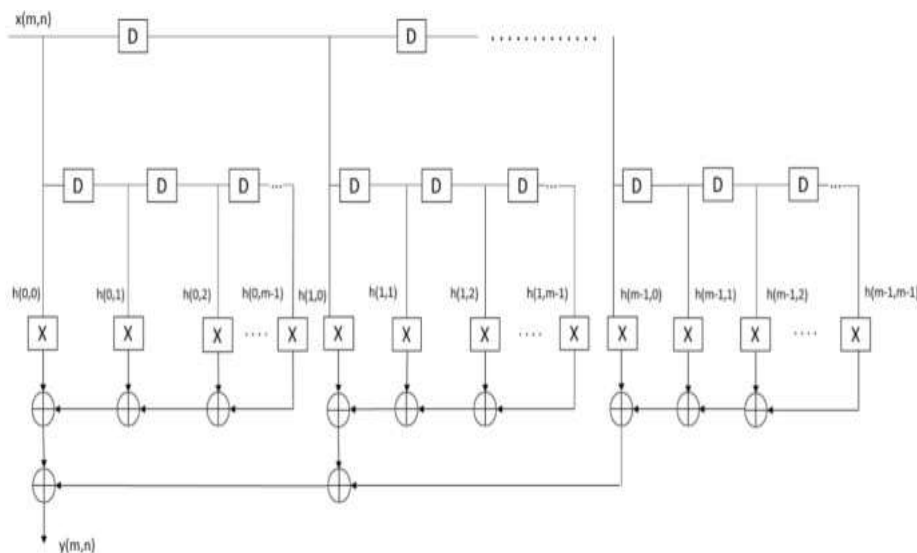 x(m,n)
D D
D D D D D D D D D
h(0,0) h(0,1) h(0,2) h(0,m-1) h(1,0) h(1,1) h(1,2) h(1,m-1) h(m-1,0) h(m-1,1) h(m-1,2) h(m-1,m-1)
X X X X X X X X X X X X
y(m,n)